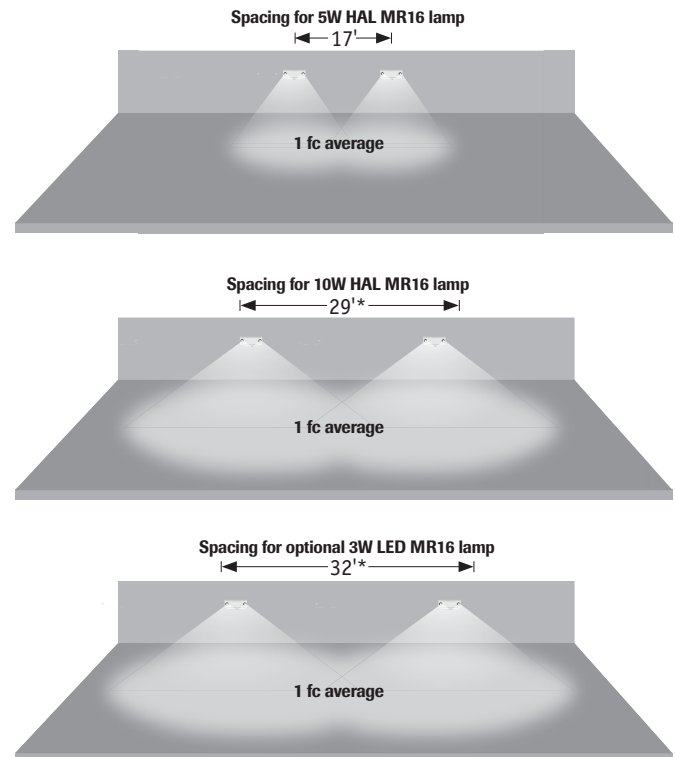 Spacing for 5W HAL MR16 lamp
17'
1 fc average
Spacing for 10W HAL MR16 lamp
29'*
1 fc average
Spacing for optional 3W LED MR16 lamp
32'*
1 fc average